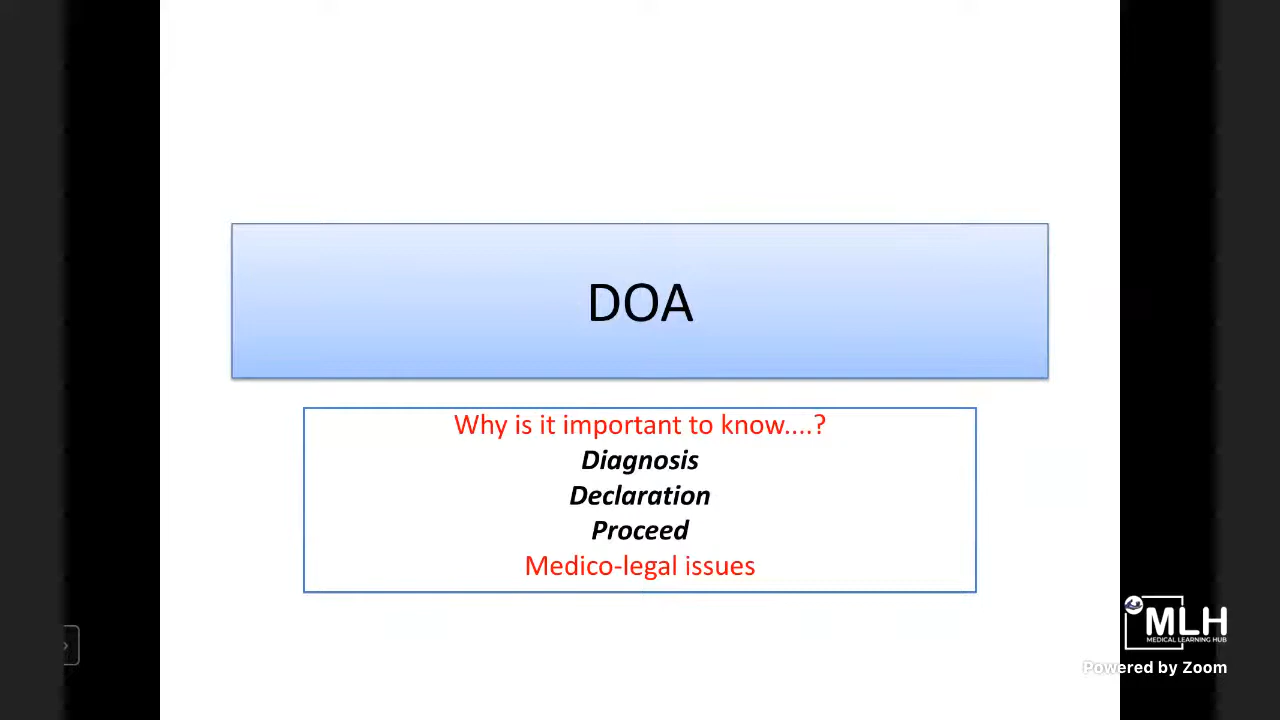 DOA
Why is it important to know....?
Diagnosis
Declaration
Proceed
Medico-legal issues
MLH
MEDICAL LEARNING HUB
Powered by Zoom